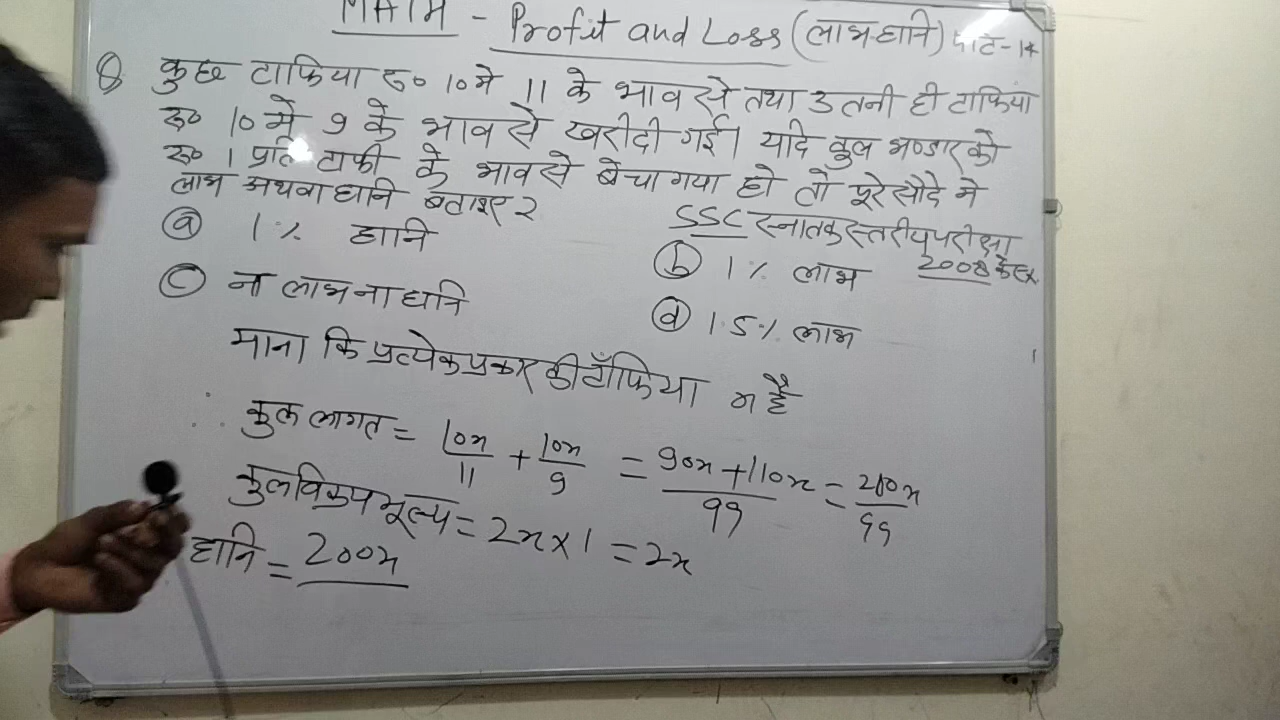 MATH - Profit and Loss (लाभ-हानि) पार्ट-14
Q कुछ टाफिया रु० 10 मे 11 के भाव से तथा उतनी ही टाफिया
रु० 10 में 9 के भाव से खरीदी गई। यदि कुल भण्डार को
रु० 1 प्रति टाफी के भाव से बेचा गया हो तो पूरे सौदे मे
लाभ अथवा हानि बताइए ?
SSC स्नातक स्तरीय परीक्षा
2008
(a) 1% हानि
(b) 1% लाभ
(c) ना लाभ ना हानि
(d) 1.5% लाभ
माना कि प्रत्येक प्रकार की टॉफिया x है
∴ कुल लागत = 10x/11 + 10x/9 = 90x+110x/99 = 200x/99
कुल विक्रय मूल्य = 2x × 1 = 2x
हानि = 200x